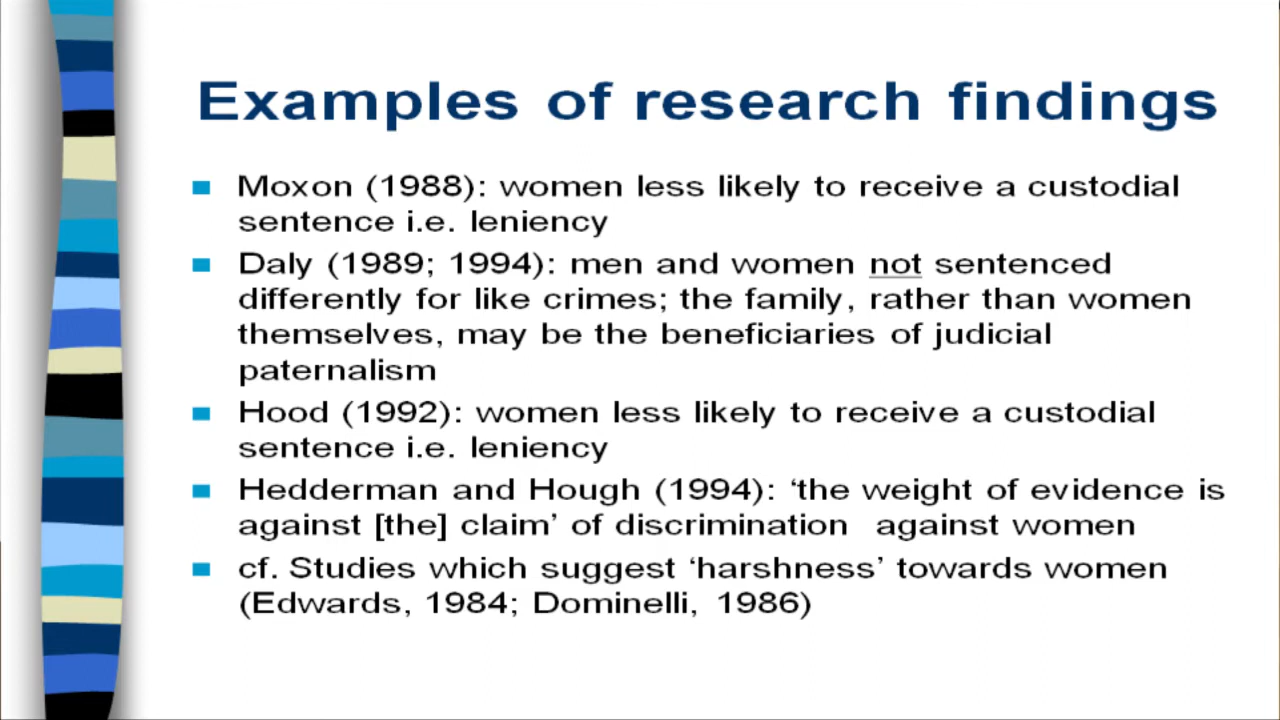 Examples of research findings
Moxon (1988): women less likely to receive a custodial
sentence i.e. leniency
Daly (1989; 1994): men and women not sentenced
differently for like crimes; the family, rather than women
themselves, may be the beneficiaries of judicial
paternalism
Hood (1992): women less likely to receive a custodial
sentence i.e. leniency
Hedderman and Hough (1994): ‘the weight of evidence is
against [the] claim’ of discrimination  against women
cf. Studies which suggest ‘harshness’ towards women
(Edwards, 1984; Dominelli, 1986)